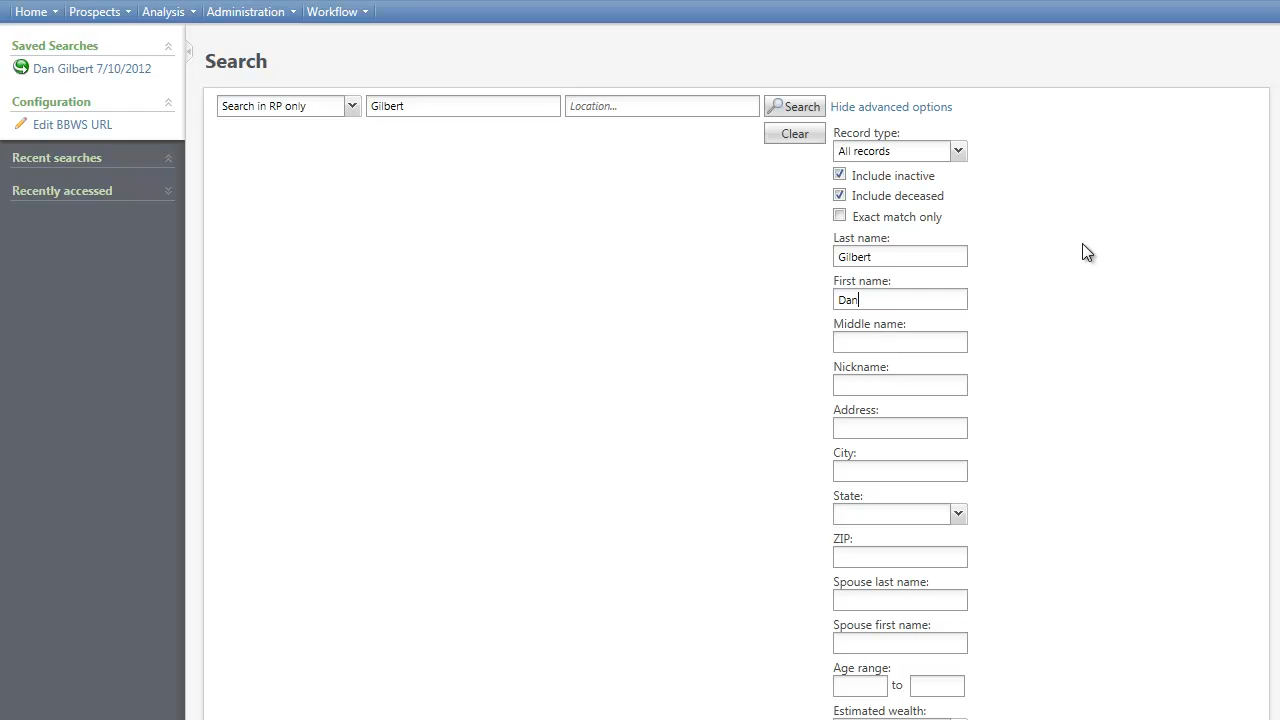 Home Prospects Analysis Administration Workflow
Saved Searches
Dan Gilbert 7/10/2012
Configuration
Edit BBWS URL
Recent searches
Recently accessed
Search
Search in RP only Gilbert Location... Search Hide advanced options
Clear
Record type:
All records
Include inactive
Include deceased
Exact match only
Last name:
Gilbert
First name:
Dan
Middle name:
Nickname:
Address:
City:
State:
ZIP:
Spouse last name:
Spouse first name:
Age range:
to
Estimated wealth: